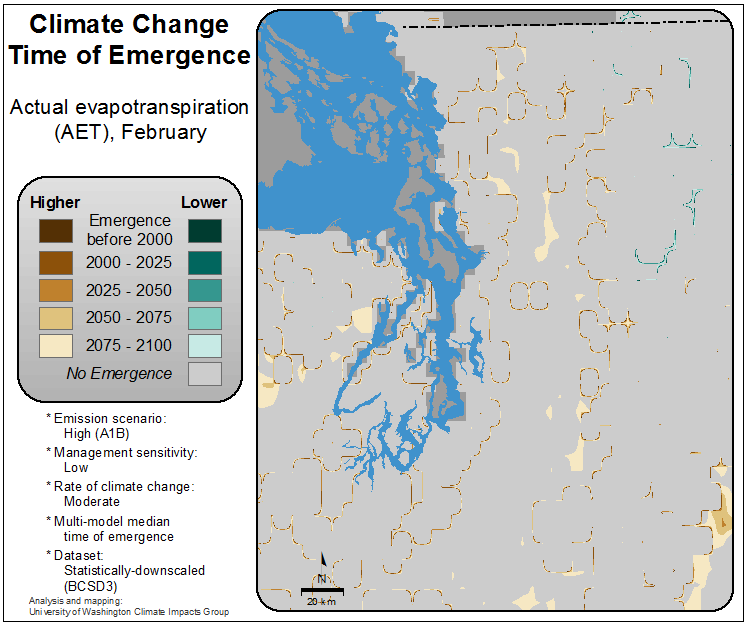 Climate Change
Time of Emergence
Actual evapotranspiration
(AET), February
Higher
Lower
Emergence
before 2000
2000 - 2025
2025 - 2050
2050 - 2075
2075 - 2100
No Emergence
* Emission scenario:
High (A1B)
* Management sensitivity:
Low
* Rate of climate change:
Moderate
* Multi-model median
time of emergence
* Dataset:
Statistically-downscaled
(BCSD3)
Analysis and mapping:
University of Washington Climate Impacts Group
N
20 km